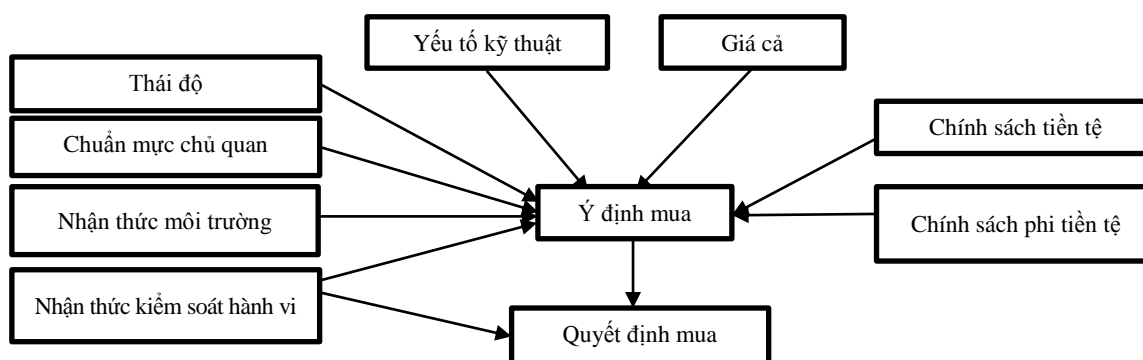 Yếu tố kỹ thuật
Giá cả
Thái độ
Chuẩn mực chủ quan
Nhận thức môi trường
Nhận thức kiểm soát hành vi
Chính sách tiền tệ
Chính sách phi tiền tệ
Ý định mua
Quyết định mua